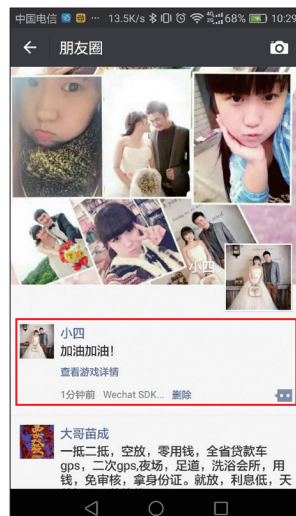 中国电信 … 13.5K/s 68% 10:29
朋友圈
小四
小四
加油加油！
查看游戏详情
1分钟前 Wechat SDK... 删除
大哥苗成
一抵二抵，空放，零用钱，全省贷款车
gps，二次gps,夜场，足道，洗浴会所，用
钱，免审核，拿身份证。就放，利息低，天